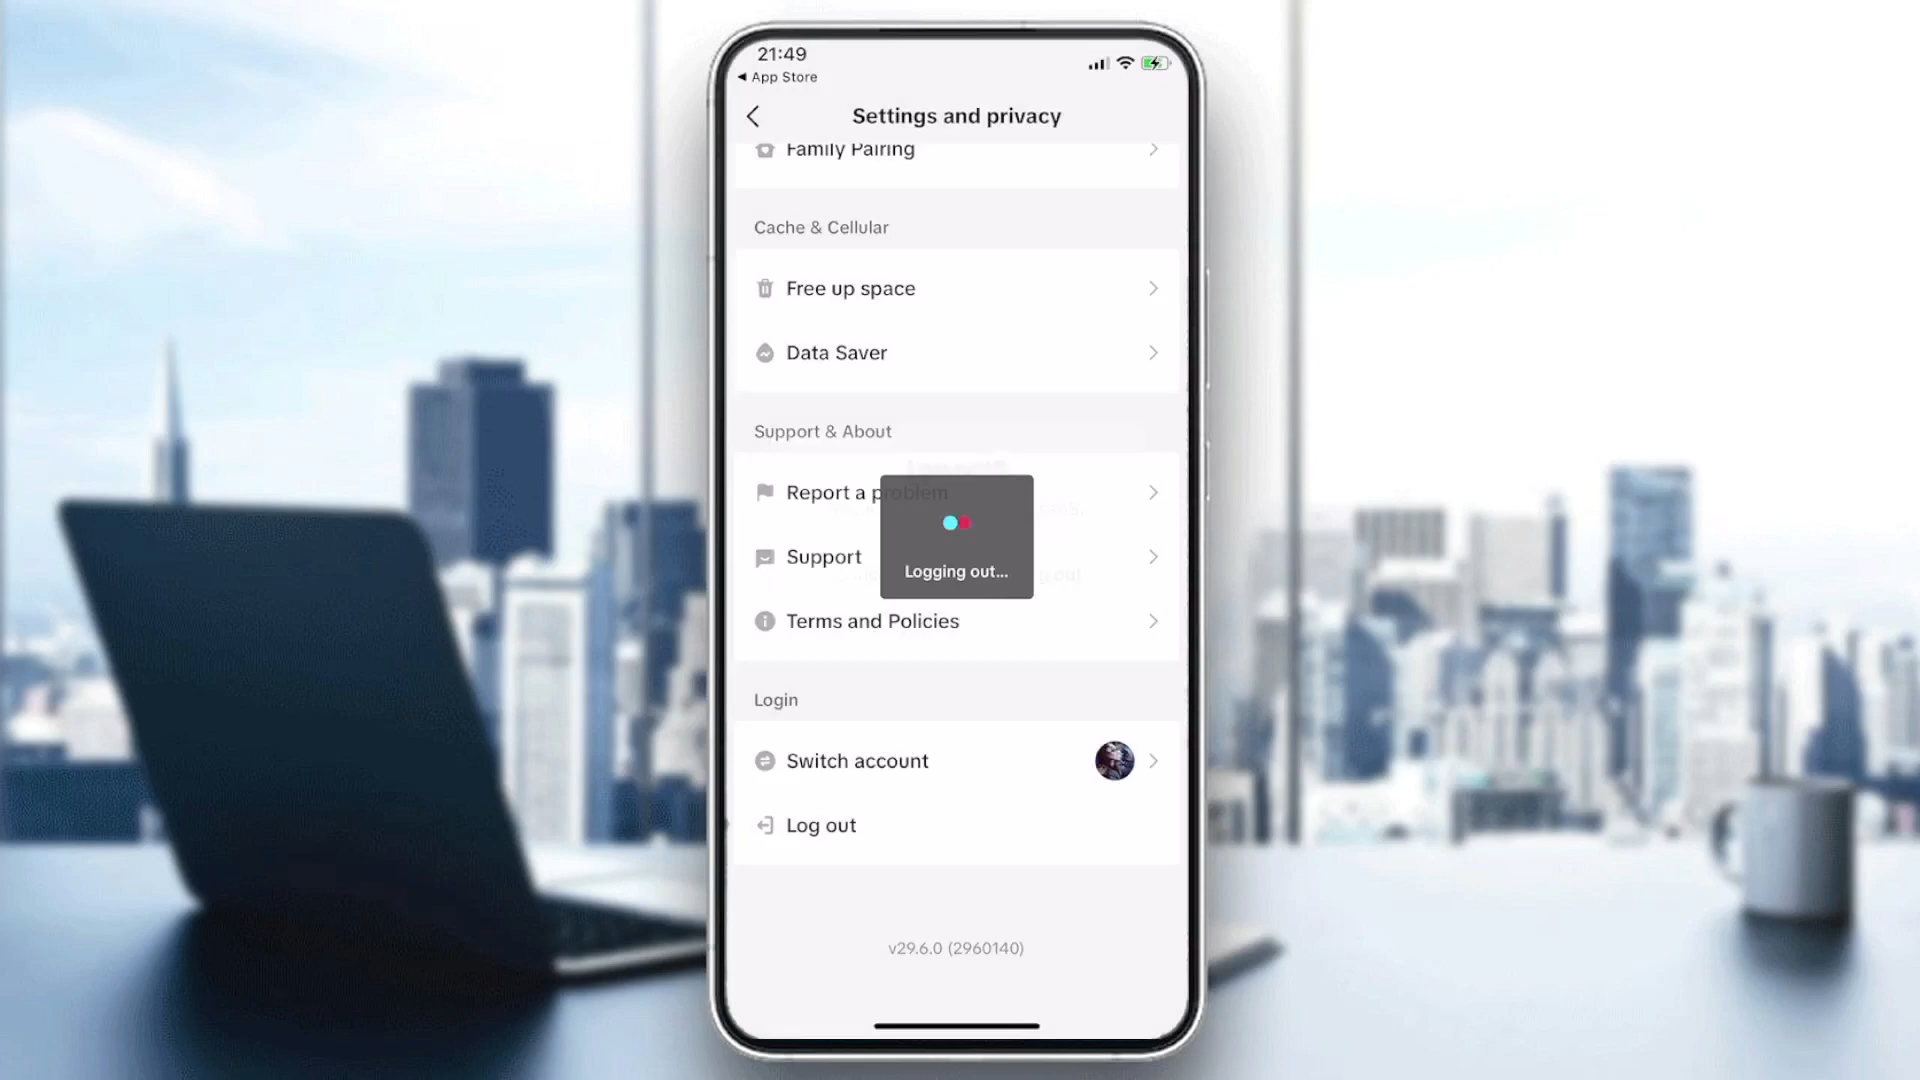 21:49
◀ App Store
Settings and privacy
Family Pairing
Cache & Cellular
Free up space
Data Saver
Support & About
Report a problem
Support
Logging out...
Terms and Policies
Login
Switch account
Log out
v29.6.0 (2960140)